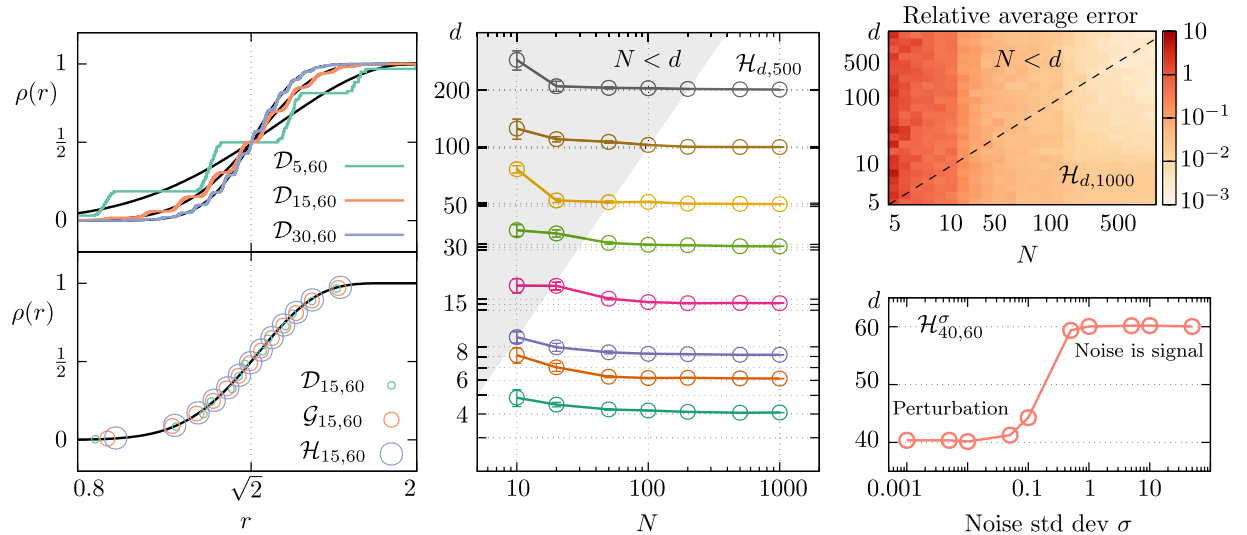 ρ(r)
1
1/2
0
𝒟₅,₆₀
𝒟₁₅,₆₀
𝒟₃₀,₆₀
ρ(r)
1
1/2
0
𝒟₁₅,₆₀
𝒢₁₅,₆₀
ℋ₁₅,₆₀
0.8 √2 2
r
d
N < d
ℋ_d,500
200
100
50
30
15
8
6
4
10 100 1000
N
Relative average error
d
500
100
10
5
N < d
ℋ_d,1000
5 10 50 100 500
N
10
1
10⁻¹
10⁻²
10⁻³
d
60
50
40
ℋ^σ₄₀,₆₀
Noise is signal
Perturbation
0.001 0.1 1 10
Noise std dev σ